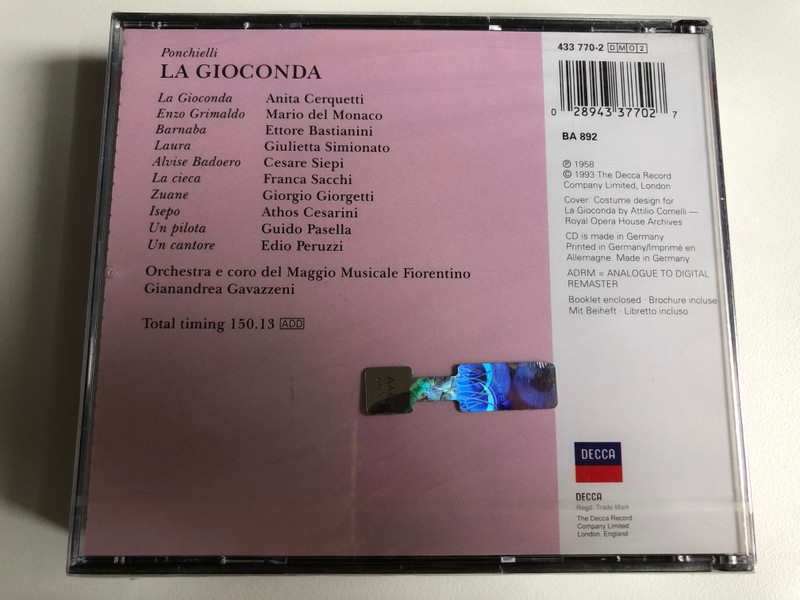 Ponchielli
LA GIOCONDA
La Gioconda Anita Cerquetti
Enzo Grimaldo Mario del Monaco
Barnaba Ettore Bastianini
Laura Giulietta Simionato
Alvise Badoero Cesare Siepi
La cieca Franca Sacchi
Zuane Giorgio Giorgetti
Isepo Athos Cesarini
Un pilota Guido Pasella
Un cantore Edio Peruzzi
Orchestra e coro del Maggio Musicale Fiorentino
Gianandrea Gavazzeni
Total timing 150.13 ADD
433 770-2 DMO2
0 28943 37702 7
BA 892
℗ 1958
© 1993 The Decca Record
Company Limited, London
Cover: Costume design for
La Gioconda by Attilio Comelli —
Royal Opera House Archives
CD is made in Germany
Printed in Germany/Imprimé en
Allemagne. Made in Germany
ADRM = ANALOGUE TO DIGITAL
REMASTER
Booklet enclosed · Brochure incluse
Mit Beiheft · Libretto incluso
DECCA
DECCA
Regd. Trade Mark
The Decca Record
Company Limited
London, England